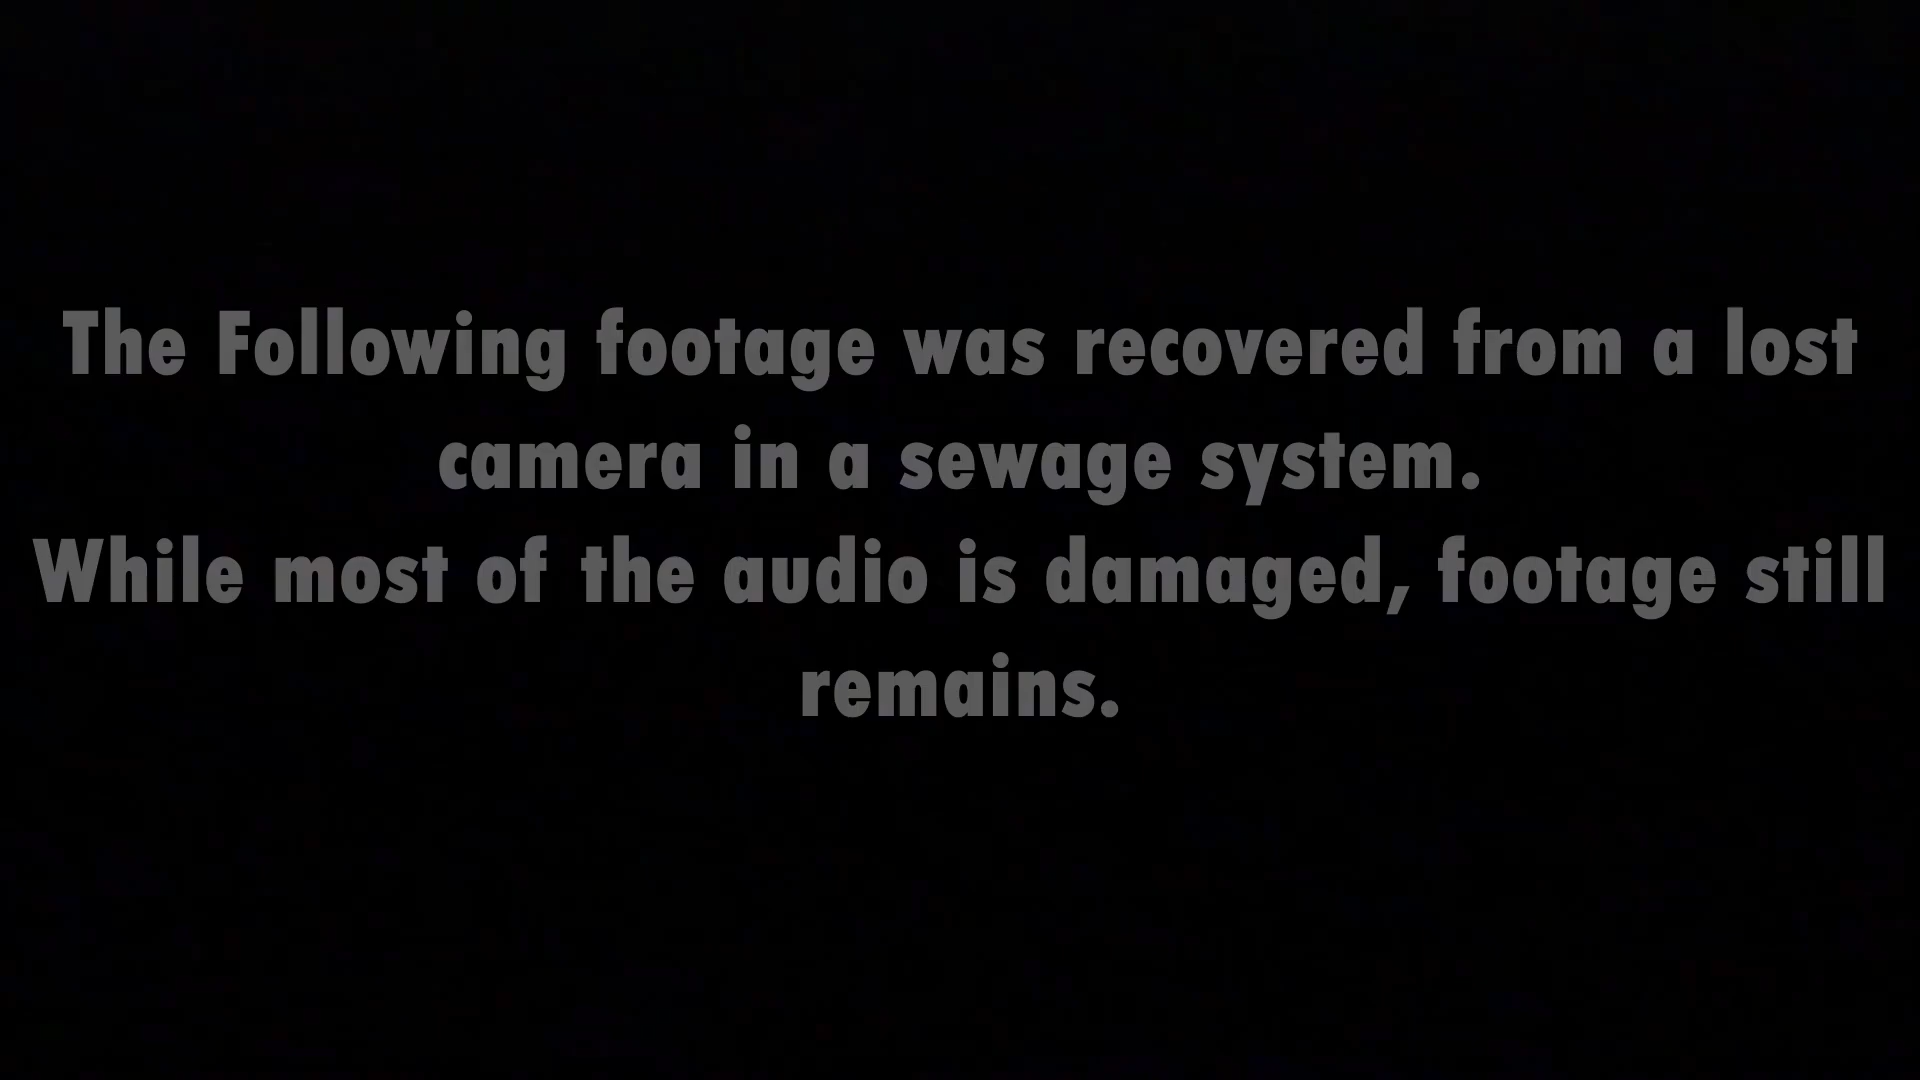 The Following footage was recovered from a lost
camera in a sewage system.
While most of the audio is damaged, footage still
remains.